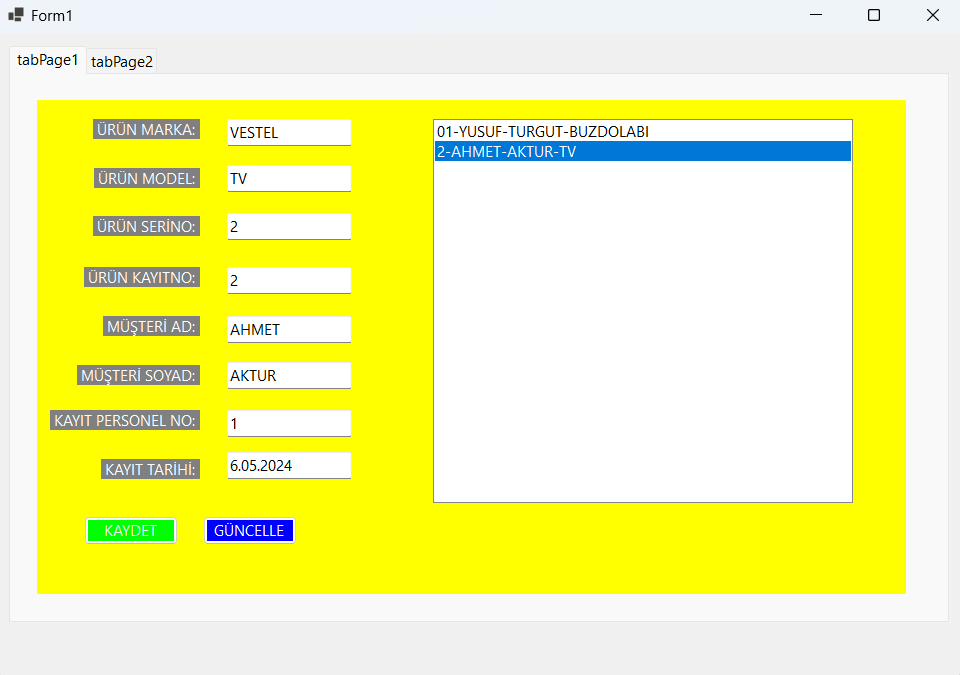 Form1
tabPage1 tabPage2
ÜRÜN MARKA: VESTEL
ÜRÜN MODEL: TV
ÜRÜN SERİNO: 2
ÜRÜN KAYITNO: 2
MÜŞTERİ AD: AHMET
MÜŞTERİ SOYAD: AKTUR
KAYIT PERSONEL NO: 1
KAYIT TARİHİ: 6.05.2024
KAYDET GÜNCELLE
01-YUSUF-TURGUT-BUZDOLABI
2-AHMET-AKTUR-TV